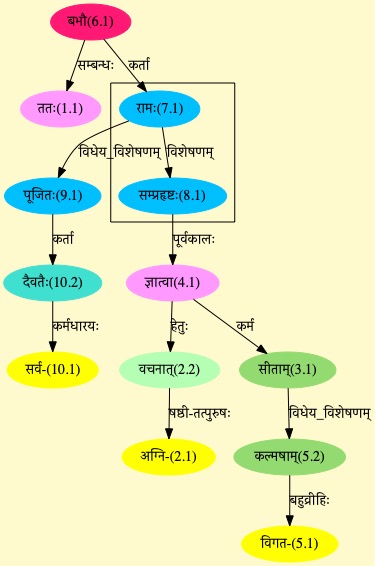 बभौ(6.1)
सम्बन्धः कर्ता
ततः(1.1) रामः(7.1)
विधेय_विशेषणम् विशेषणम्
पूजितः(9.1) सम्प्रहृष्टः(8.1)
कर्ता पूर्वकालः
दैवतैः(10.2) ज्ञात्वा(4.1)
कर्मधारयः हेतुः कर्म
सर्व-(10.1) वचनात्(2.2) सीताम्(3.1)
षष्ठी-तत्पुरुषः विधेय_विशेषणम्
अग्नि-(2.1) कल्मषाम्(5.2)
बहुव्रीहिः
विगत-(5.1)